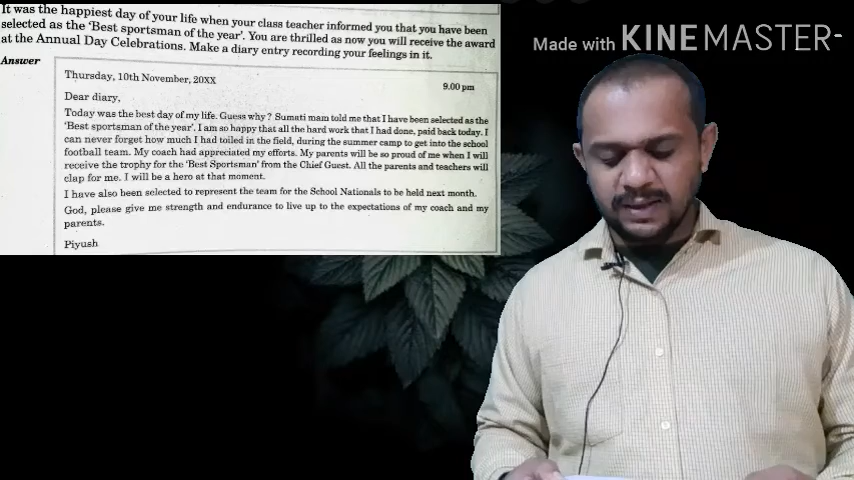 It was the happiest day of your life when your class teacher informed you that you have been
selected as the 'Best sportsman of the year'. You are thrilled as now you will receive the award
at the Annual Day Celebrations. Make a diary entry recording your feelings in it.
Answer
Thursday, 10th November, 20XX
9.00 pm
Dear diary,
Today was the best day of my life. Guess why? Sumati mam told me that I have been selected as the
'Best sportsman of the year'. I am so happy that all the hard work that I had done, paid back today. I
can never forget how much I had toiled in the field, during the summer camp to get into the school
football team. My coach had appreciated my efforts. My parents will be so proud of me when I will
receive the trophy for the 'Best Sportsman' from the Chief Guest. All the parents and teachers will
clap for me. I will be a hero at that moment.
I have also been selected to represent the team for the School Nationals to be held next month.
God, please give me strength and endurance to live up to the expectations of my coach and my
parents.
Piyush
Made with KINEMASTER